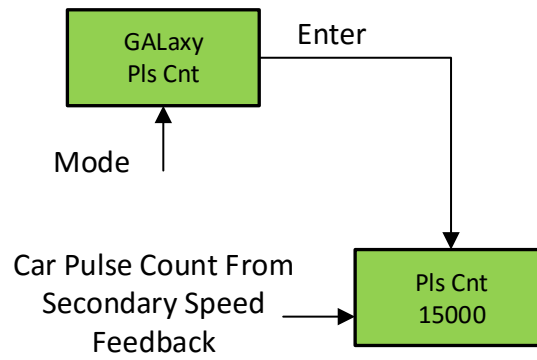 GALaxy
Pls Cnt
Enter
Mode
Car Pulse Count From
Secondary Speed
Feedback
Pls Cnt
15000